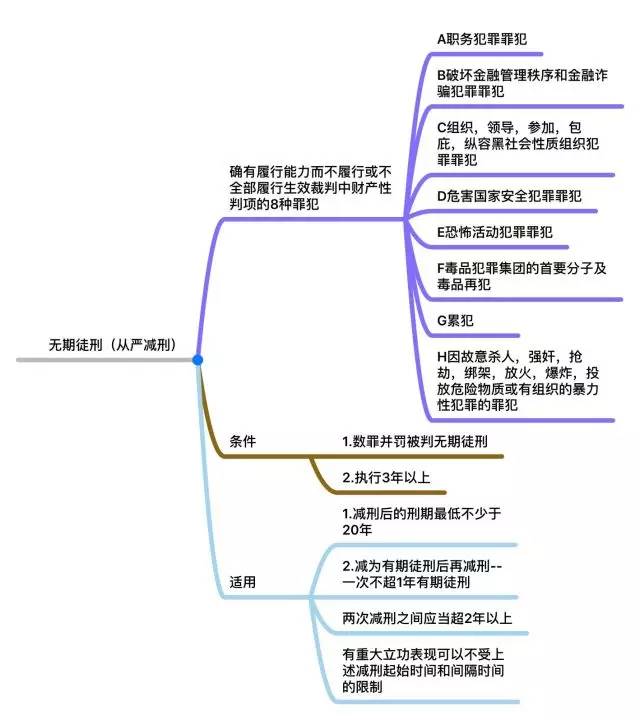 无期徒刑（从严减刑）
确有履行能力而不履行或不
全部履行生效裁判中财产性
判项的8种罪犯
A职务犯罪罪犯
B破坏金融管理秩序和金融诈
骗犯罪罪犯
C组织，领导，参加，包
庇，纵容黑社会性质组织犯
罪罪犯
D危害国家安全犯罪罪犯
E恐怖活动犯罪罪犯
F毒品犯罪集团的首要分子及
毒品再犯
G累犯
H因故意杀人，强奸，抢
劫，绑架，放火，爆炸，投
放危险物质或有组织的暴力
性犯罪的罪犯
条件
1.数罪并罚被判无期徒刑
2.执行3年以上
适用
1.减刑后的刑期最低不少于
20年
2.减为有期徒刑后再减刑--
一次不超1年有期徒刑
两次减刑之间应当超2年以上
有重大立功表现可以不受上
述减刑起始时间和间隔时间
的限制